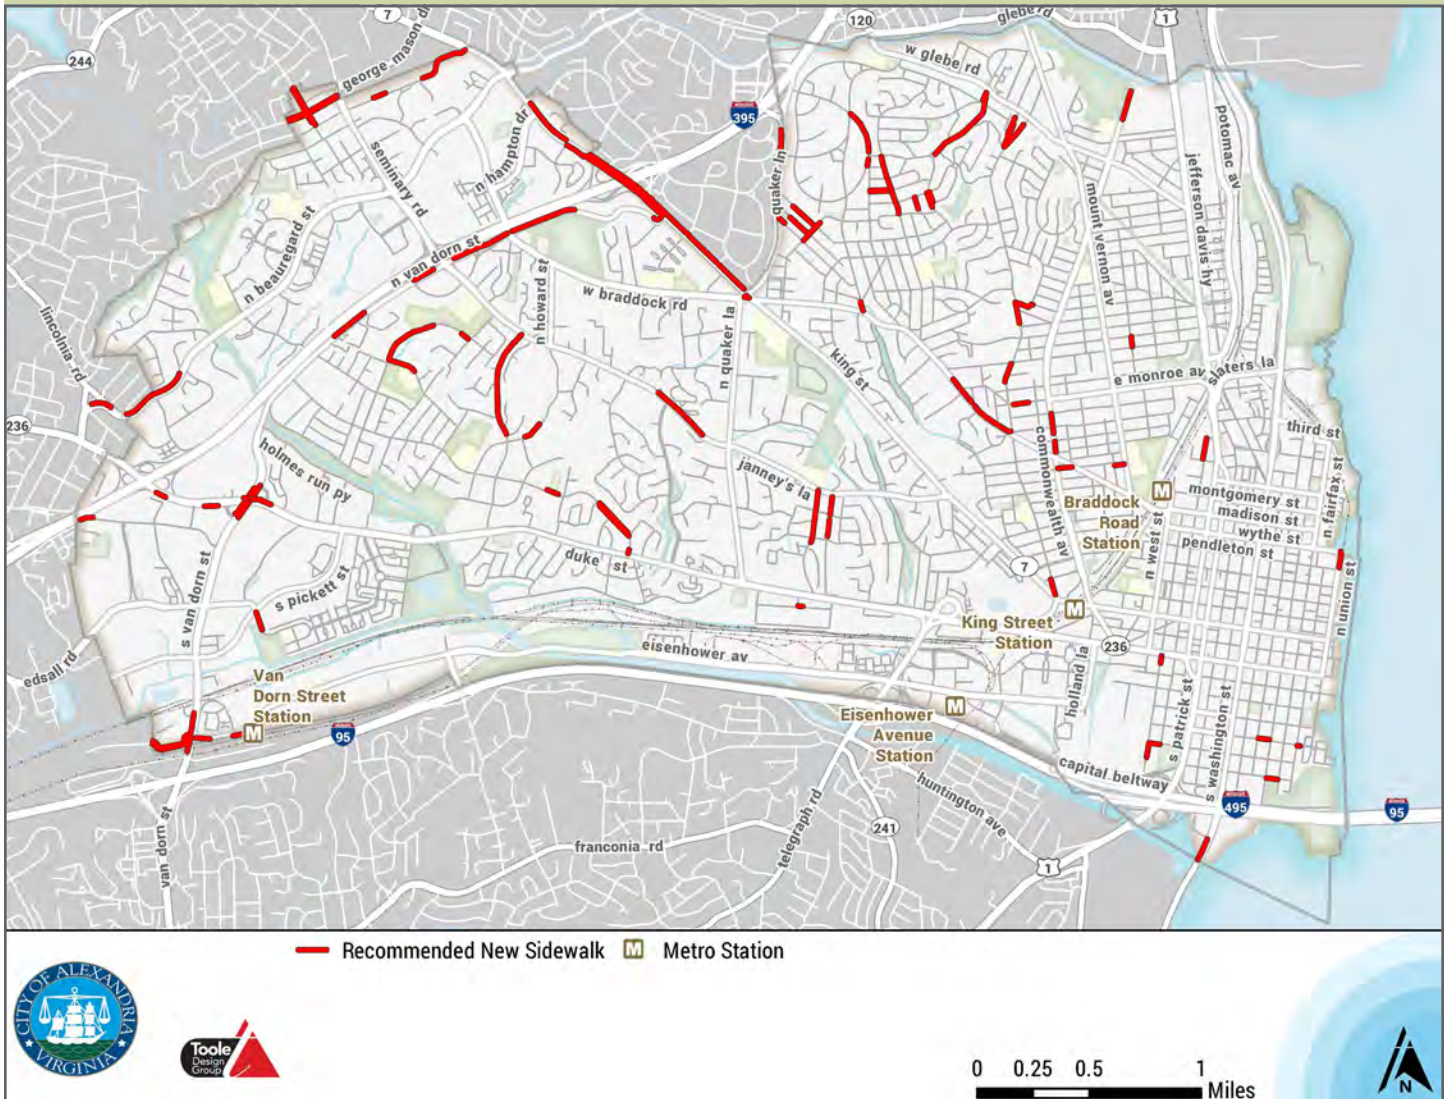 7
120
glebe rd
1
244
george mason dr
w glebe rd
395
potomac av
n hampton dr
seminary rd
quaker ln
jefferson davis hy
mount vernon av
n beauregard st
n van dorn st
n howard st
w braddock rd
lincolnia rd
n quaker la
king st
e monroe av
slaters la
236
third st
holmes run py
commonwealth av
janney's la
n fairfax st
montgomery st
madison st
wythe st
pendleton st
Braddock
Road
Station
M
n west st
duke st
7
s pickett st
s van dorn st
n union st
King Street
Station
M
236
eisenhower av
edsall rd
holland la
Van
Dorn Street
Station
M
s patrick st
s washington st
Eisenhower
Avenue
Station
M
95
capital beltway
495
95
huntington ave
van dorn st
telegraph rd
241
franconia rd
1
Recommended New Sidewalk
M Metro Station
CITY OF ALEXANDRIA
VIRGINIA
Toole
Design
Group
0 0.25 0.5 1
Miles
N